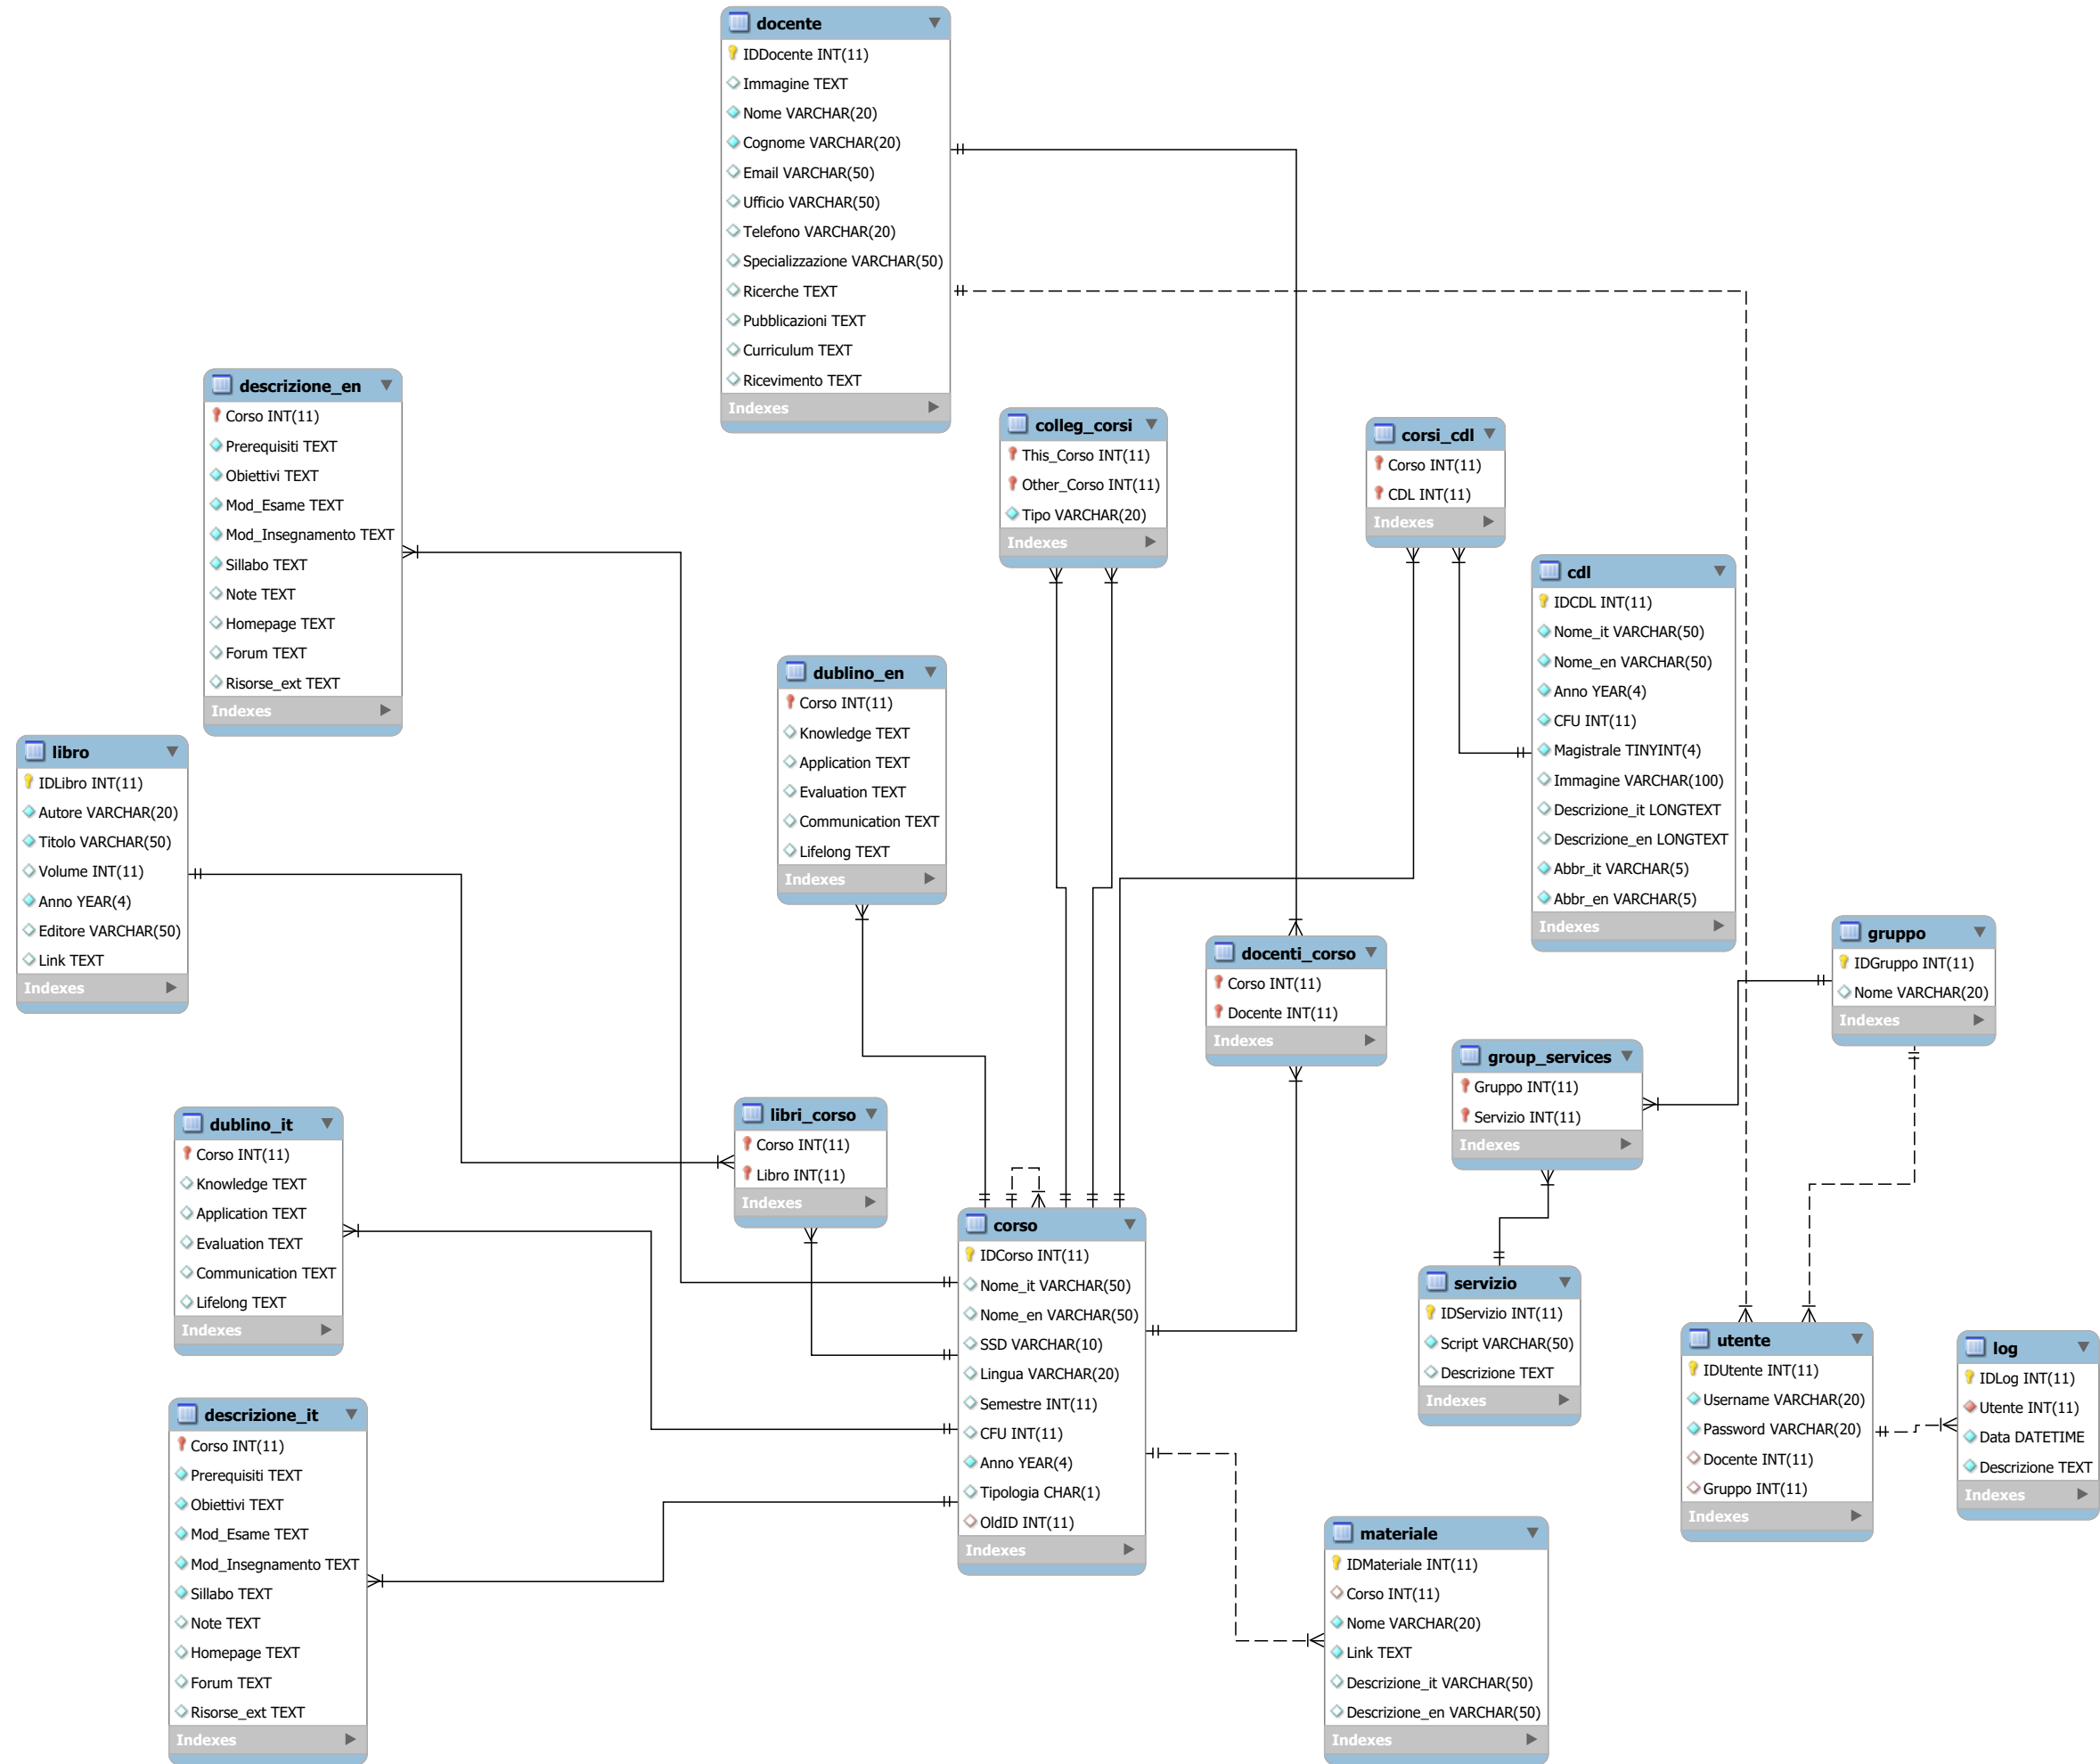 docente
IDDocente INT(11)
Immagine TEXT
Nome VARCHAR(20)
Cognome VARCHAR(20)
Email VARCHAR(50)
Ufficio VARCHAR(50)
Telefono VARCHAR(20)
Specializzazione VARCHAR(50)
Ricerche TEXT
Pubblicazioni TEXT
Curriculum TEXT
Ricevimento TEXT
Indexes
descrizione_en
Corso INT(11)
Prerequisiti TEXT
Obiettivi TEXT
Mod_Esame TEXT
Mod_Insegnamento TEXT
Sillabo TEXT
Note TEXT
Homepage TEXT
Forum TEXT
Risorse_ext TEXT
Indexes
colleg_corsi
This_Corso INT(11)
Other_Corso INT(11)
Tipo VARCHAR(20)
Indexes
corsi_cdl
Corso INT(11)
CDL INT(11)
Indexes
cdl
IDCDL INT(11)
Nome_it VARCHAR(50)
Nome_en VARCHAR(50)
Anno YEAR(4)
CFU INT(11)
Magistrale TINYINT(4)
Immagine VARCHAR(100)
Descrizione_it LONGTEXT
Descrizione_en LONGTEXT
Abbr_it VARCHAR(5)
Abbr_en VARCHAR(5)
Indexes
dublino_en
Corso INT(11)
Knowledge TEXT
Application TEXT
Evaluation TEXT
Communication TEXT
Lifelong TEXT
Indexes
libro
IDLibro INT(11)
Autore VARCHAR(20)
Titolo VARCHAR(50)
Volume INT(11)
Anno YEAR(4)
Editore VARCHAR(50)
Link TEXT
Indexes
gruppo
IDGruppo INT(11)
Nome VARCHAR(20)
Indexes
docenti_corso
Corso INT(11)
Docente INT(11)
Indexes
group_services
Gruppo INT(11)
Servizio INT(11)
Indexes
libri_corso
Corso INT(11)
Libro INT(11)
Indexes
dublino_it
Corso INT(11)
Knowledge TEXT
Application TEXT
Evaluation TEXT
Communication TEXT
Lifelong TEXT
Indexes
corso
IDCorso INT(11)
Nome_it VARCHAR(50)
Nome_en VARCHAR(50)
SSD VARCHAR(10)
Lingua VARCHAR(20)
Semestre INT(11)
CFU INT(11)
Anno YEAR(4)
Tipologia CHAR(1)
OldID INT(11)
Indexes
servizio
IDServizio INT(11)
Script VARCHAR(50)
Descrizione TEXT
Indexes
utente
IDUtente INT(11)
Username VARCHAR(20)
Password VARCHAR(20)
Docente INT(11)
Gruppo INT(11)
Indexes
log
IDLog INT(11)
Utente INT(11)
Data DATETIME
Descrizione TEXT
Indexes
descrizione_it
Corso INT(11)
Prerequisiti TEXT
Obiettivi TEXT
Mod_Esame TEXT
Mod_Insegnamento TEXT
Sillabo TEXT
Note TEXT
Homepage TEXT
Forum TEXT
Risorse_ext TEXT
Indexes
materiale
IDMateriale INT(11)
Corso INT(11)
Nome VARCHAR(20)
Link TEXT
Descrizione_it VARCHAR(50)
Descrizione_en VARCHAR(50)
Indexes